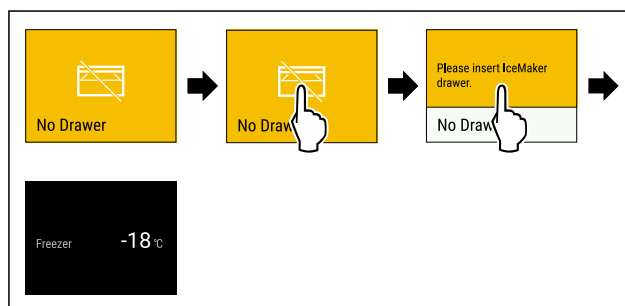 No Drawer
No Draw
Please insert IceMaker
drawer.
No Draw
Freezer -18 °C